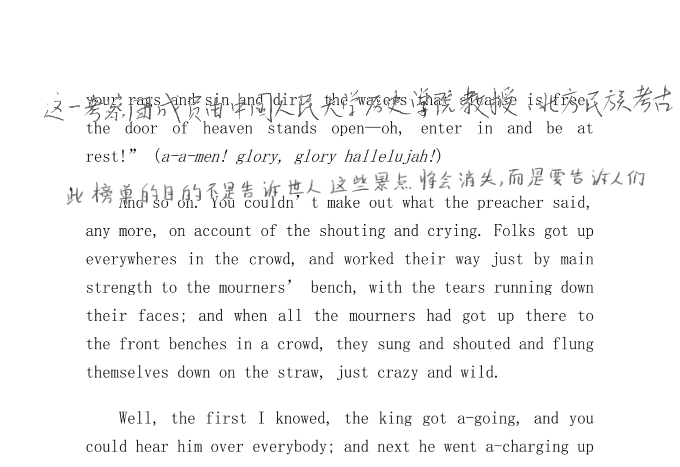 your rags and sin and dirt! the waters that cleanse is free,
这一考察团成员由中国人民大学历史学院教授、北方民族考古
the door of heaven stands open—oh, enter in and be at
rest!” (a-a-men! glory, glory hallelujah!)
此榜单的目的不是告诉世人这些景点将会消失,而是要告诉人们
And so on. You couldn’t make out what the preacher said,
any more, on account of the shouting and crying. Folks got up
everywheres in the crowd, and worked their way just by main
strength to the mourners’ bench, with the tears running down
their faces; and when all the mourners had got up there to
the front benches in a crowd, they sung and shouted and flung
themselves down on the straw, just crazy and wild.
Well, the first I knowed, the king got a-going, and you
could hear him over everybody; and next he went a-charging up